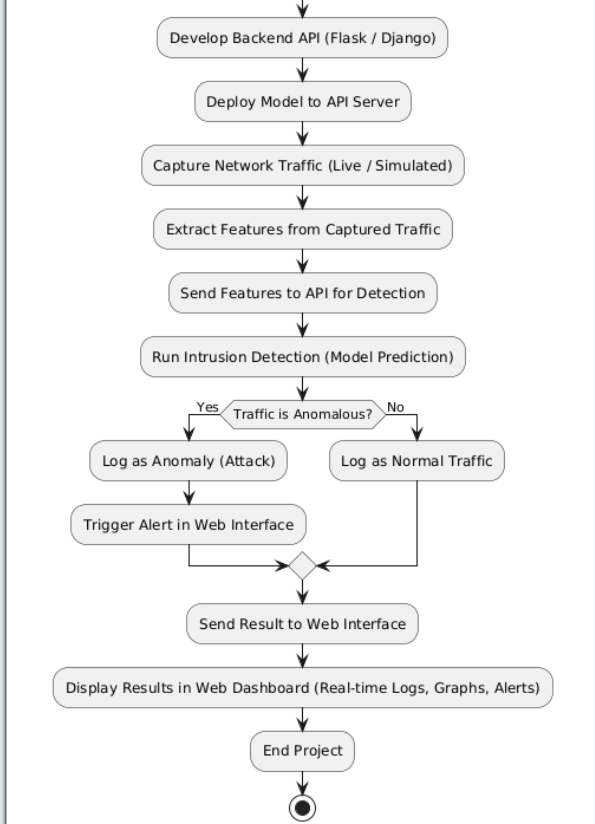 Develop Backend API (Flask / Django)
Deploy Model to API Server
Capture Network Traffic (Live / Simulated)
Extract Features from Captured Traffic
Send Features to API for Detection
Run Intrusion Detection (Model Prediction)
Yes
Traffic is Anomalous?
No
Log as Anomaly (Attack)
Log as Normal Traffic
Trigger Alert in Web Interface
Send Result to Web Interface
Display Results in Web Dashboard (Real-time Logs, Graphs, Alerts)
End Project